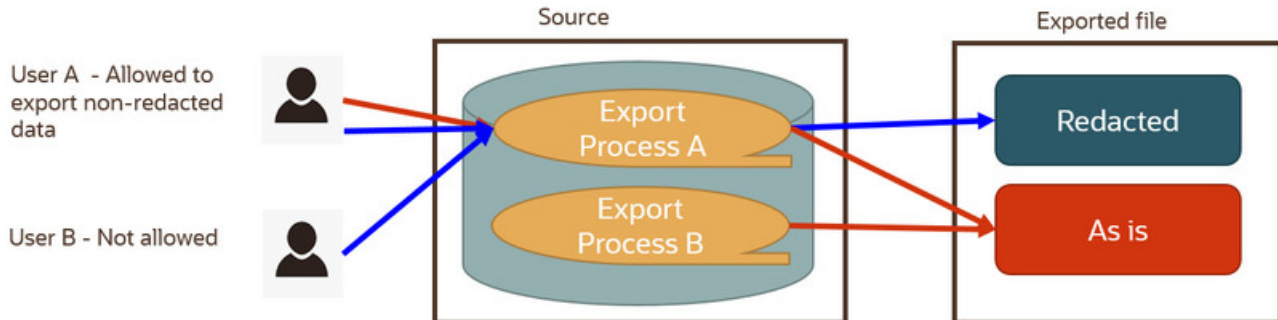 Source
Exported file
User A - Allowed to
export non-redacted
data
Export
Process A
Redacted
User B - Not allowed
Export
Process B
As is